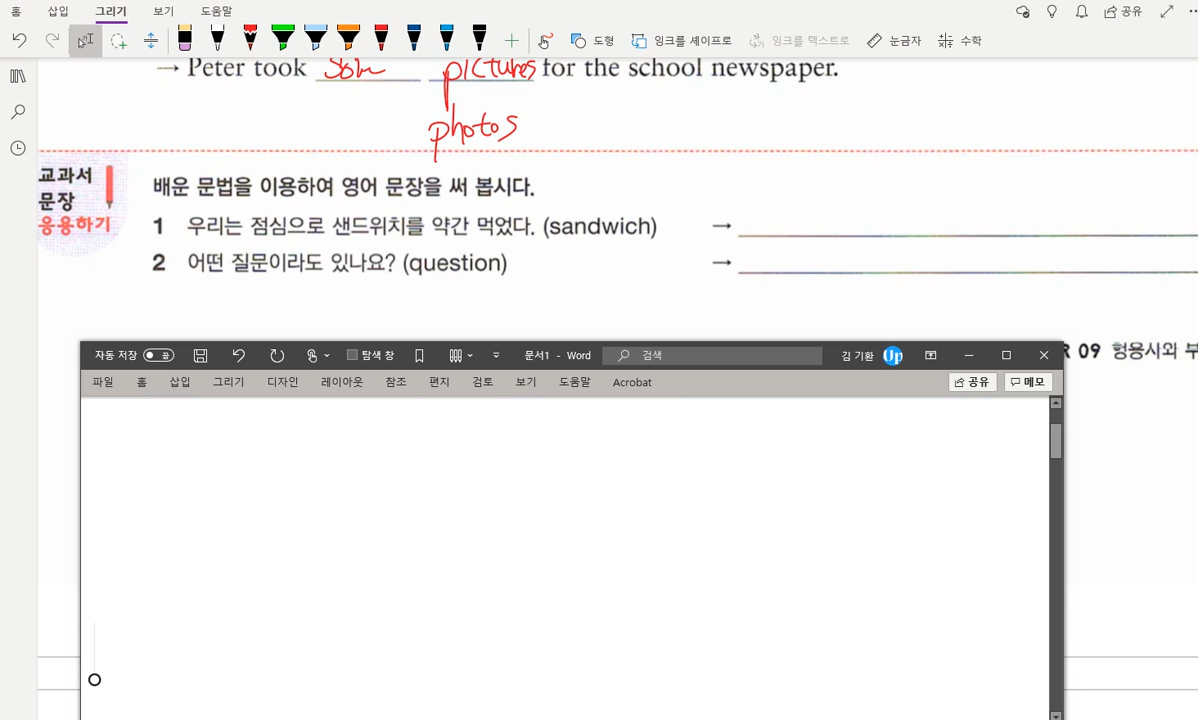 홈 삽입 그리기 보기 도움말 공유
도형 잉크를 셰이프로 잉크를 텍스트로 눈금자 수학
→ Peter took some pictures for the school newspaper.
photos
교과서
문장
응용하기
배운 문법을 이용하여 영어 문장을 써 봅시다.
1 우리는 점심으로 샌드위치를 약간 먹었다. (sandwich) →
2 어떤 질문이라도 있나요? (question) →
R 09 형용사와 부
자동 저장 끔 탐색 창 문서1 - Word 검색 김 기환 Up
파일 홈 삽입 그리기 디자인 레이아웃 참조 편지 검토 보기 도움말 Acrobat 공유 메모